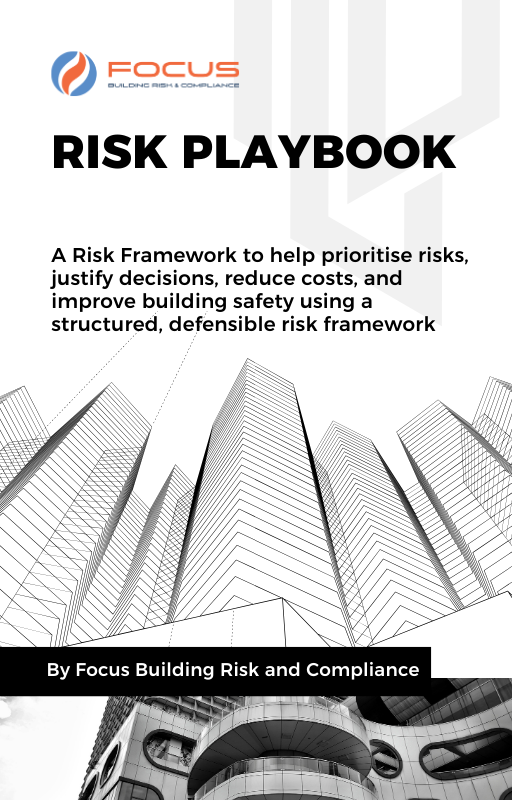 FOCUS
BUILDING RISK & COMPLIANCE
RISK PLAYBOOK
A Risk Framework to help prioritise risks,
justify decisions, reduce costs, and
improve building safety using a
structured, defensible risk framework
By Focus Building Risk and Compliance